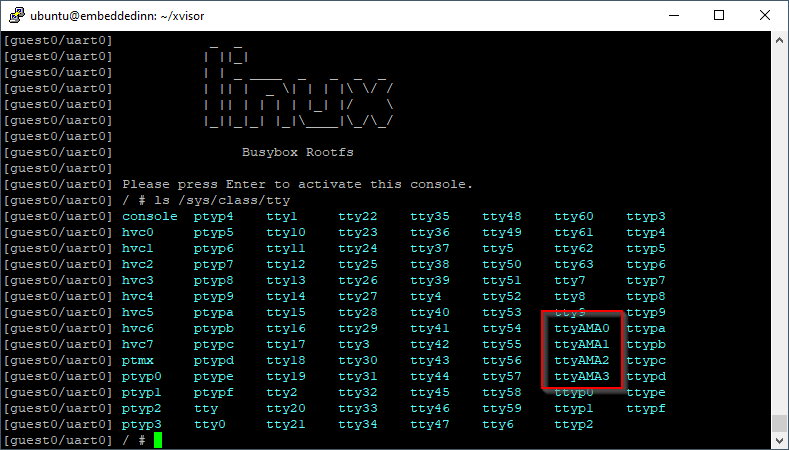 ubuntu@embeddedinn: ~/xvisor
[guest0/uart0]            _  _
[guest0/uart0]           | ||_|
[guest0/uart0]           | | _ ____  _   _  _  _
[guest0/uart0]           | || |  _ \| | | |\ \/ /
[guest0/uart0]           | || | | | | |_| |/    \
[guest0/uart0]           |_||_|_| |_|\____|\_/\_/
[guest0/uart0]
[guest0/uart0]                Busybox Rootfs
[guest0/uart0]
[guest0/uart0] Please press Enter to activate this console.
[guest0/uart0] / # ls /sys/class/tty
[guest0/uart0] console  ptyp4    tty1     tty22    tty35    tty48    tty60    ttyp3
[guest0/uart0] hvc0     ptyp5    tty10    tty23    tty36    tty49    tty61    ttyp4
[guest0/uart0] hvc1     ptyp6    tty11    tty24    tty37    tty5     tty62    ttyp5
[guest0/uart0] hvc2     ptyp7    tty12    tty25    tty38    tty50    tty63    ttyp6
[guest0/uart0] hvc3     ptyp8    tty13    tty26    tty39    tty51    tty7     ttyp7
[guest0/uart0] hvc4     ptyp9    tty14    tty27    tty4     tty52    tty8     ttyp8
[guest0/uart0] hvc5     ptypa    tty15    tty28    tty40    tty53    tty9     ttyp9
[guest0/uart0] hvc6     ptypb    tty16    tty29    tty41    tty54    ttyAMA0  ttypa
[guest0/uart0] hvc7     ptypc    tty17    tty3     tty42    tty55    ttyAMA1  ttypb
[guest0/uart0] ptmx     ptypd    tty18    tty30    tty43    tty56    ttyAMA2  ttypc
[guest0/uart0] ptyp0    ptype    tty19    tty31    tty44    tty57    ttyAMA3  ttypd
[guest0/uart0] ptyp1    ptypf    tty2     tty32    tty45    tty58    ttyp0    ttype
[guest0/uart0] ptyp2    tty      tty20    tty33    tty46    tty59    ttyp1    ttypf
[guest0/uart0] ptyp3    tty0     tty21    tty34    tty47    tty6     ttyp2
[guest0/uart0] / #